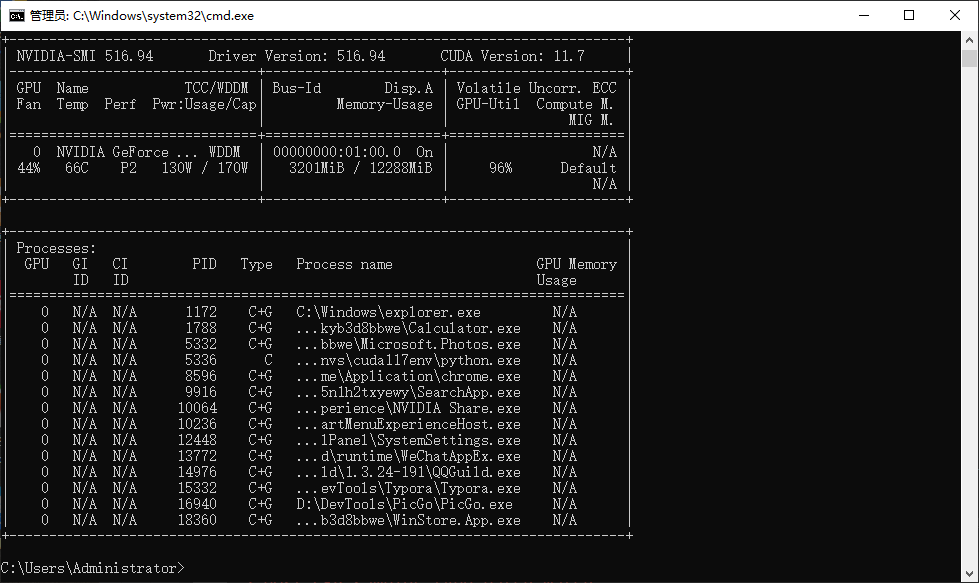 管理员: C:\Windows\system32\cmd.exe
NVIDIA-SMI 516.94 Driver Version: 516.94 CUDA Version: 11.7
GPU Name TCC/WDDM | Bus-Id Disp.A | Volatile Uncorr. ECC
Fan Temp Perf Pwr:Usage/Cap | Memory-Usage | GPU-Util Compute M.
MIG M.
0 NVIDIA GeForce ... WDDM | 00000000:01:00.0 On | N/A
44% 66C P2 130W / 170W | 3201MiB / 12288MiB | 96% Default
N/A
Processes:
GPU GI CI PID Type Process name GPU Memory
ID ID Usage
0 N/A N/A 1172 C+G C:\Windows\explorer.exe N/A
0 N/A N/A 1788 C+G ...kyb3d8bbwe\Calculator.exe N/A
0 N/A N/A 5332 C+G ...bbwe\Microsoft.Photos.exe N/A
0 N/A N/A 5336 C ...nvs\cuda117env\python.exe N/A
0 N/A N/A 8596 C+G ...me\Application\chrome.exe N/A
0 N/A N/A 9916 C+G ...5n1h2txyewy\SearchApp.exe N/A
0 N/A N/A 10064 C+G ...perience\NVIDIA Share.exe N/A
0 N/A N/A 10236 C+G ...artMenuExperienceHost.exe N/A
0 N/A N/A 12448 C+G ...lPanel\SystemSettings.exe N/A
0 N/A N/A 13772 C+G ...d\runtime\WeChatAppEx.exe N/A
0 N/A N/A 14976 C+G ...ld\1.3.24-191\QQGuild.exe N/A
0 N/A N/A 15332 C+G ...evTools\Typora\Typora.exe N/A
0 N/A N/A 16940 C+G D:\DevTools\PicGo\PicGo.exe N/A
0 N/A N/A 18360 C+G ...b3d8bbwe\WinStore.App.exe N/A
C:\Users\Administrator>